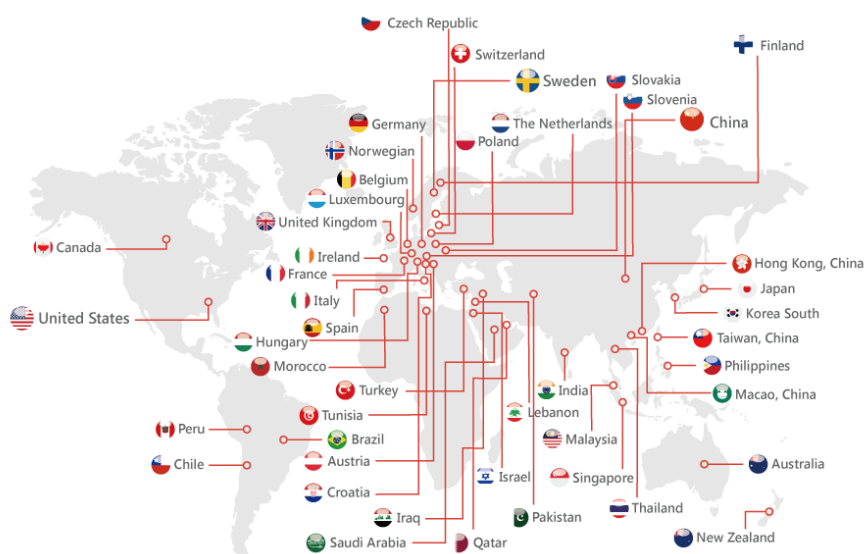 Czech Republic
Switzerland
Finland
Sweden
Slovakia
Slovenia
Germany
The Netherlands
China
Norwegian
Poland
Belgium
Luxembourg
United Kingdom
Canada
Ireland
Hong Kong, China
France
Japan
Italy
United States
Spain
Korea South
Hungary
Taiwan, China
Morocco
Philippines
Turkey
India
Macao, China
Tunisia
Lebanon
Peru
Brazil
Malaysia
Chile
Austria
Australia
Israel
Singapore
Croatia
Thailand
Iraq
Pakistan
Saudi Arabia
Qatar
New Zealand